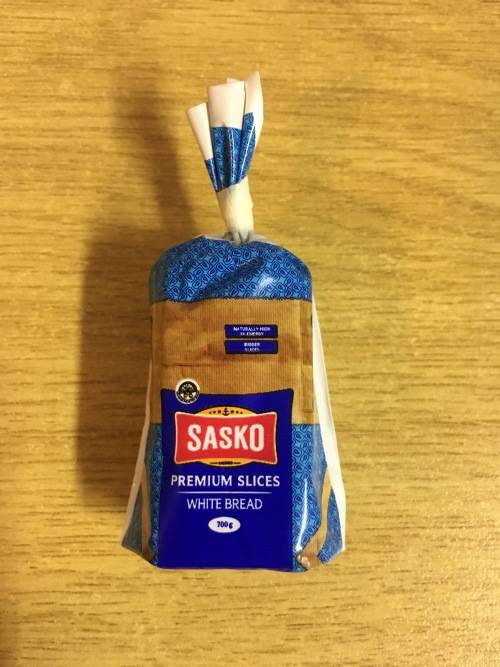 NATURALLY HIGH
IN ENERGY
BIGGER
SLICES
SASKO
PREMIUM SLICES
WHITE BREAD
700g